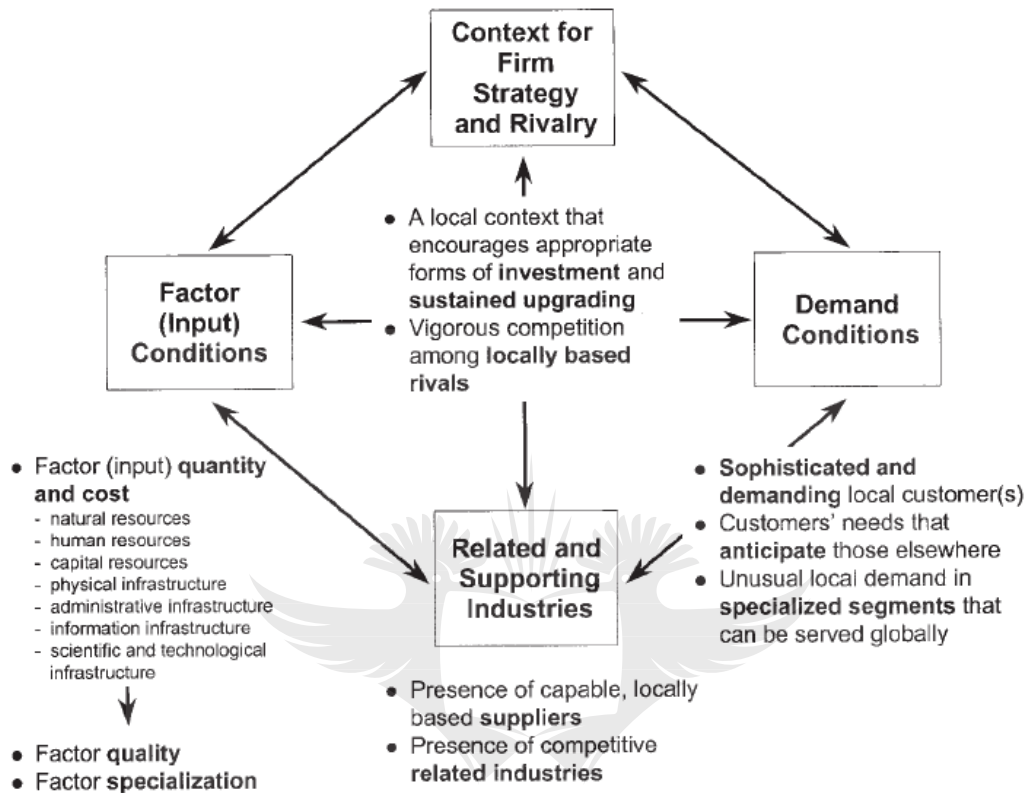 Context for
Firm
Strategy
and Rivalry
● A local context that
encourages appropriate
forms of investment and
sustained upgrading
● Vigorous competition
among locally based
rivals
Factor
(Input)
Conditions
Demand
Conditions
● Factor (input) quantity
and cost
- natural resources
- human resources
- capital resources
- physical infrastructure
- administrative infrastructure
- information infrastructure
- scientific and technological
infrastructure
● Factor quality
● Factor specialization
Related and
Supporting
Industries
● Presence of capable, locally
based suppliers
● Presence of competitive
related industries
● Sophisticated and
demanding local customer(s)
● Customers' needs that
anticipate those elsewhere
● Unusual local demand in
specialized segments that
can be served globally